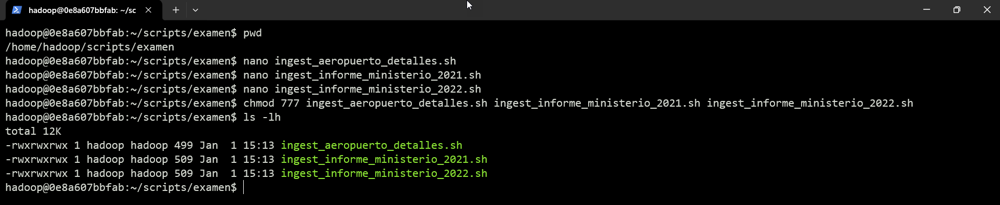 hadoop@0e8a607bbfab: ~/sc
hadoop@0e8a607bbfab:~/scripts/examen$ pwd
/home/hadoop/scripts/examen
hadoop@0e8a607bbfab:~/scripts/examen$ nano ingest_aeropuerto_detalles.sh
hadoop@0e8a607bbfab:~/scripts/examen$ nano ingest_informe_ministerio_2021.sh
hadoop@0e8a607bbfab:~/scripts/examen$ nano ingest_informe_ministerio_2022.sh
hadoop@0e8a607bbfab:~/scripts/examen$ chmod 777 ingest_aeropuerto_detalles.sh ingest_informe_ministerio_2021.sh ingest_informe_ministerio_2022.sh
hadoop@0e8a607bbfab:~/scripts/examen$ ls -lh
total 12K
-rwxrwxrwx 1 hadoop hadoop 499 Jan  1 15:13 ingest_aeropuerto_detalles.sh
-rwxrwxrwx 1 hadoop hadoop 509 Jan  1 15:13 ingest_informe_ministerio_2021.sh
-rwxrwxrwx 1 hadoop hadoop 509 Jan  1 15:13 ingest_informe_ministerio_2022.sh
hadoop@0e8a607bbfab:~/scripts/examen$